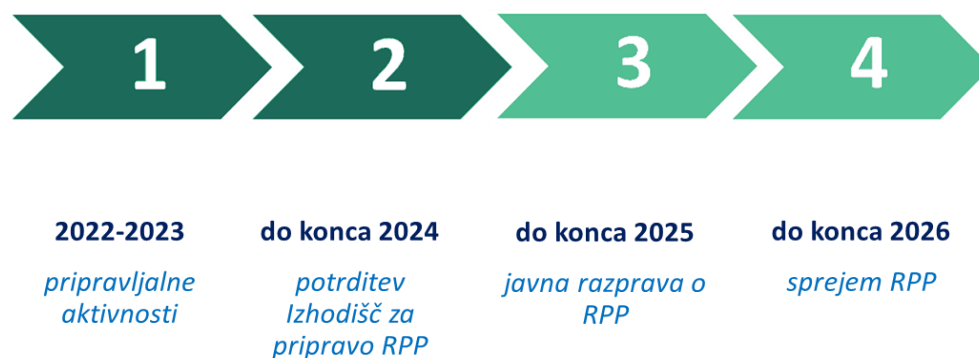 1
2
3
4
2022-2023
pripravljalne
aktivnosti
do konca 2024
potrditev
Izhodišč za
pripravo RPP
do konca 2025
javna razprava o
RPP
do konca 2026
sprejem RPP